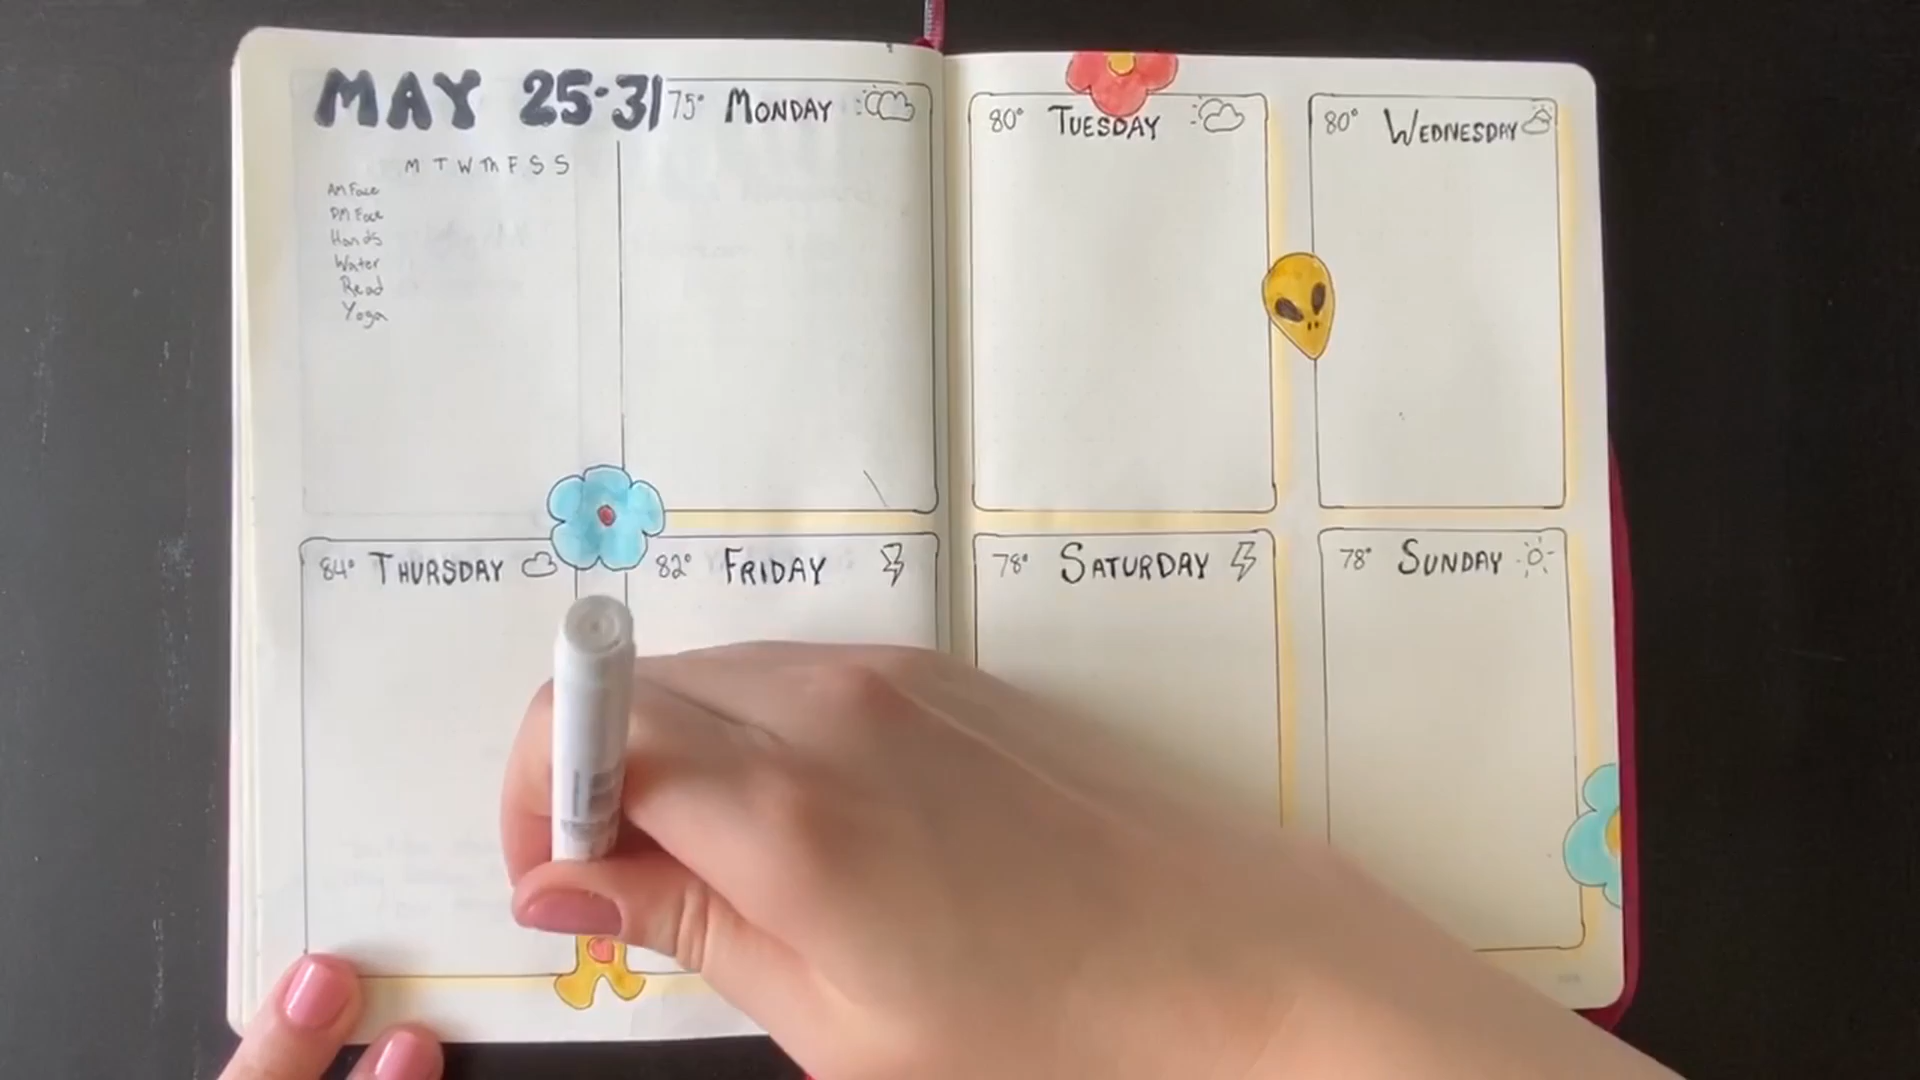 MAY 25-31
M T W Th F S S
AM Face
PM Face
Hands
Water
Read
Yoga
75° MONDAY
80° TUESDAY
80° WEDNESDAY
84° THURSDAY
82° FRIDAY
78° SATURDAY
78° SUNDAY